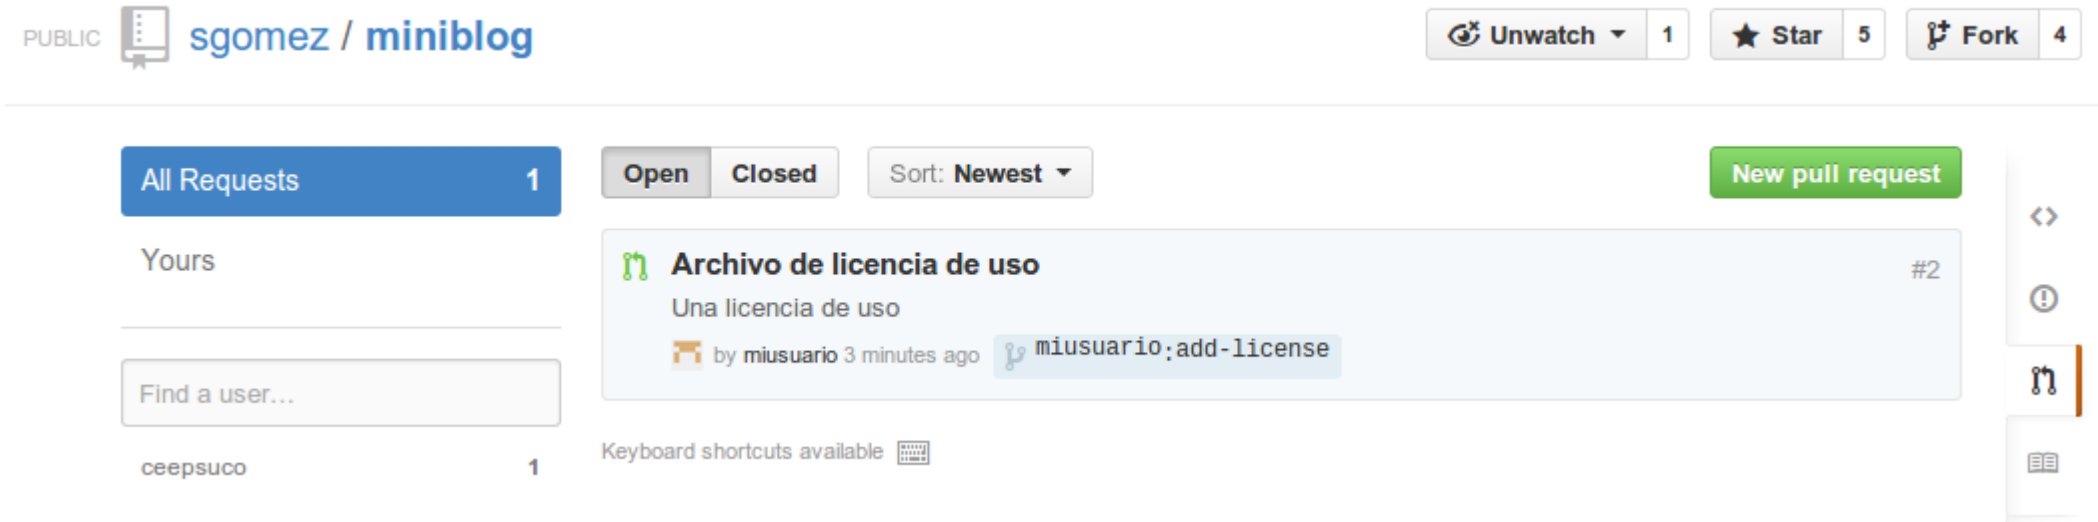 PUBLIC sgomez / miniblog Unwatch 1 Star 5 Fork 4
All Requests 1
Yours
Find a user...
ceepsuco 1
Open Closed Sort: Newest New pull request
Archivo de licencia de uso #2
Una licencia de uso
by miusuario 3 minutes ago miusuario:add-license
Keyboard shortcuts available